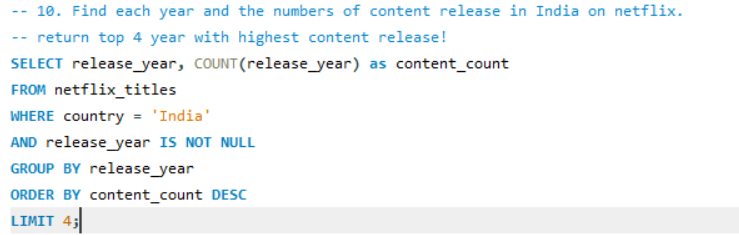 -- 10. Find each year and the numbers of content release in India on netflix.
-- return top 4 year with highest content release!
SELECT release_year, COUNT(release_year) as content_count
FROM netflix_titles
WHERE country = 'India'
AND release_year IS NOT NULL
GROUP BY release_year
ORDER BY content_count DESC
LIMIT 4;